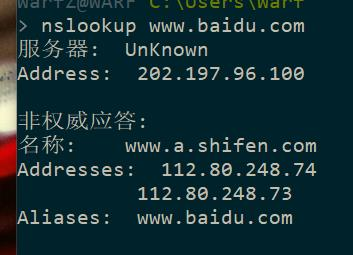 WarfZ@WARF C:\Users\Warf
> nslookup www.baidu.com
服务器:  UnKnown
Address:  202.197.96.100
非权威应答:
名称:    www.a.shifen.com
Addresses:  112.80.248.74
112.80.248.73
Aliases:  www.baidu.com